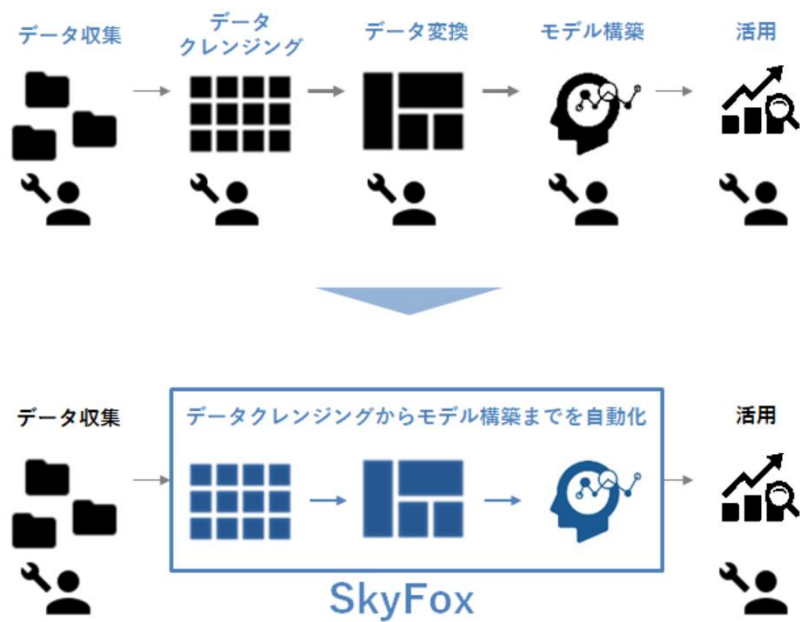 データ収集
データ
クレンジング
データ変換
モデル構築
活用
データ収集
データクレンジングからモデル構築までを自動化
活用
SkyFox